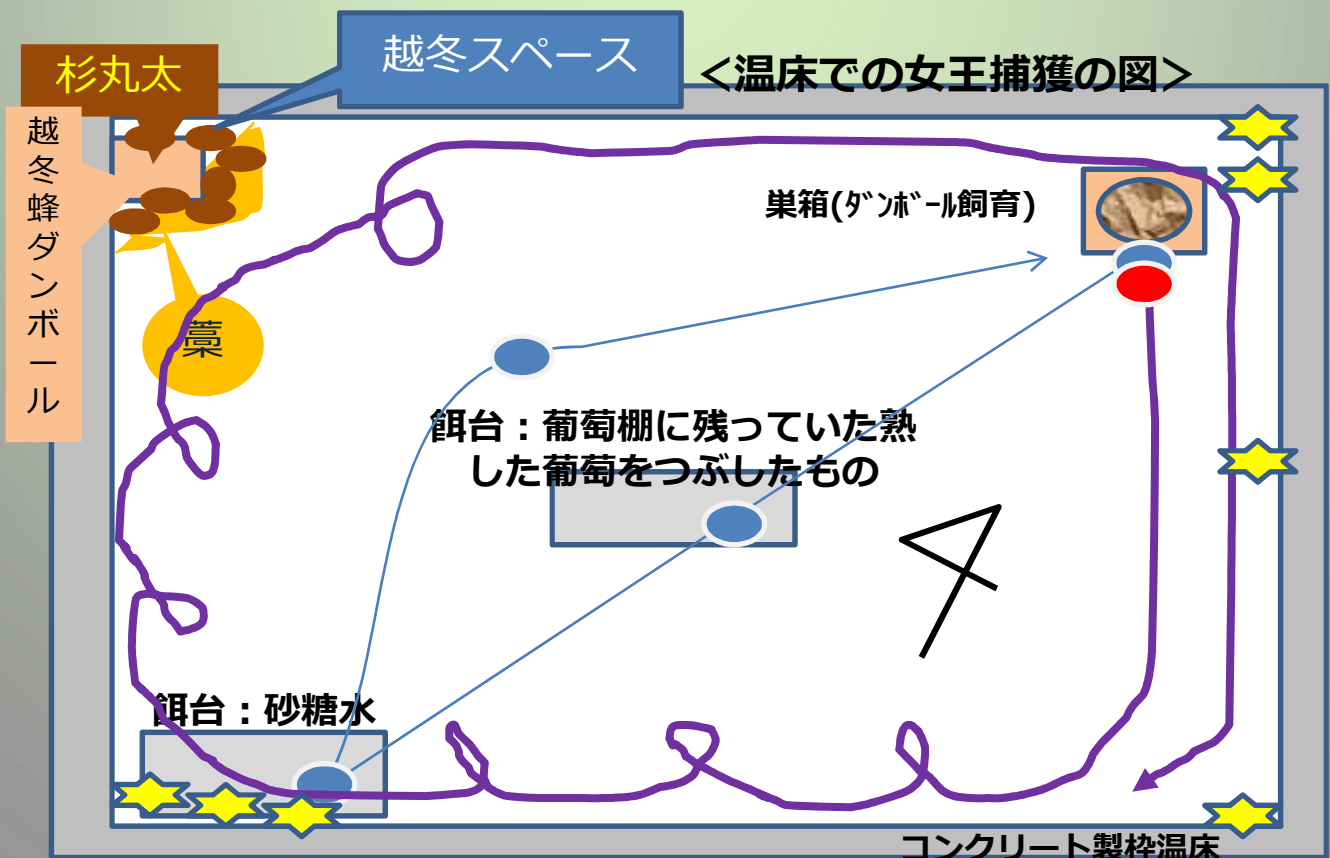 越冬スペース
杉丸太
<温床での女王捕獲の図>
越冬蜂ダンボール
巣箱(ダンボール飼育)
藁
餌台：葡萄棚に残っていた熟
した葡萄をつぶしたもの
餌台：砂糖水
コンクリート製枠温床